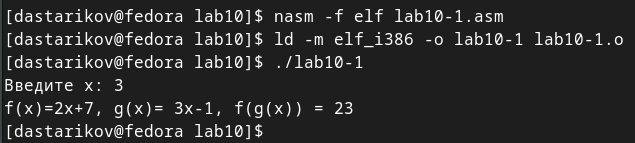 [dastarikov@fedora lab10]$ nasm -f elf lab10-1.asm
[dastarikov@fedora lab10]$ ld -m elf_i386 -o lab10-1 lab10-1.o
[dastarikov@fedora lab10]$ ./lab10-1
Введите x: 3
f(x)=2x+7, g(x)= 3x-1, f(g(x)) = 23
[dastarikov@fedora lab10]$